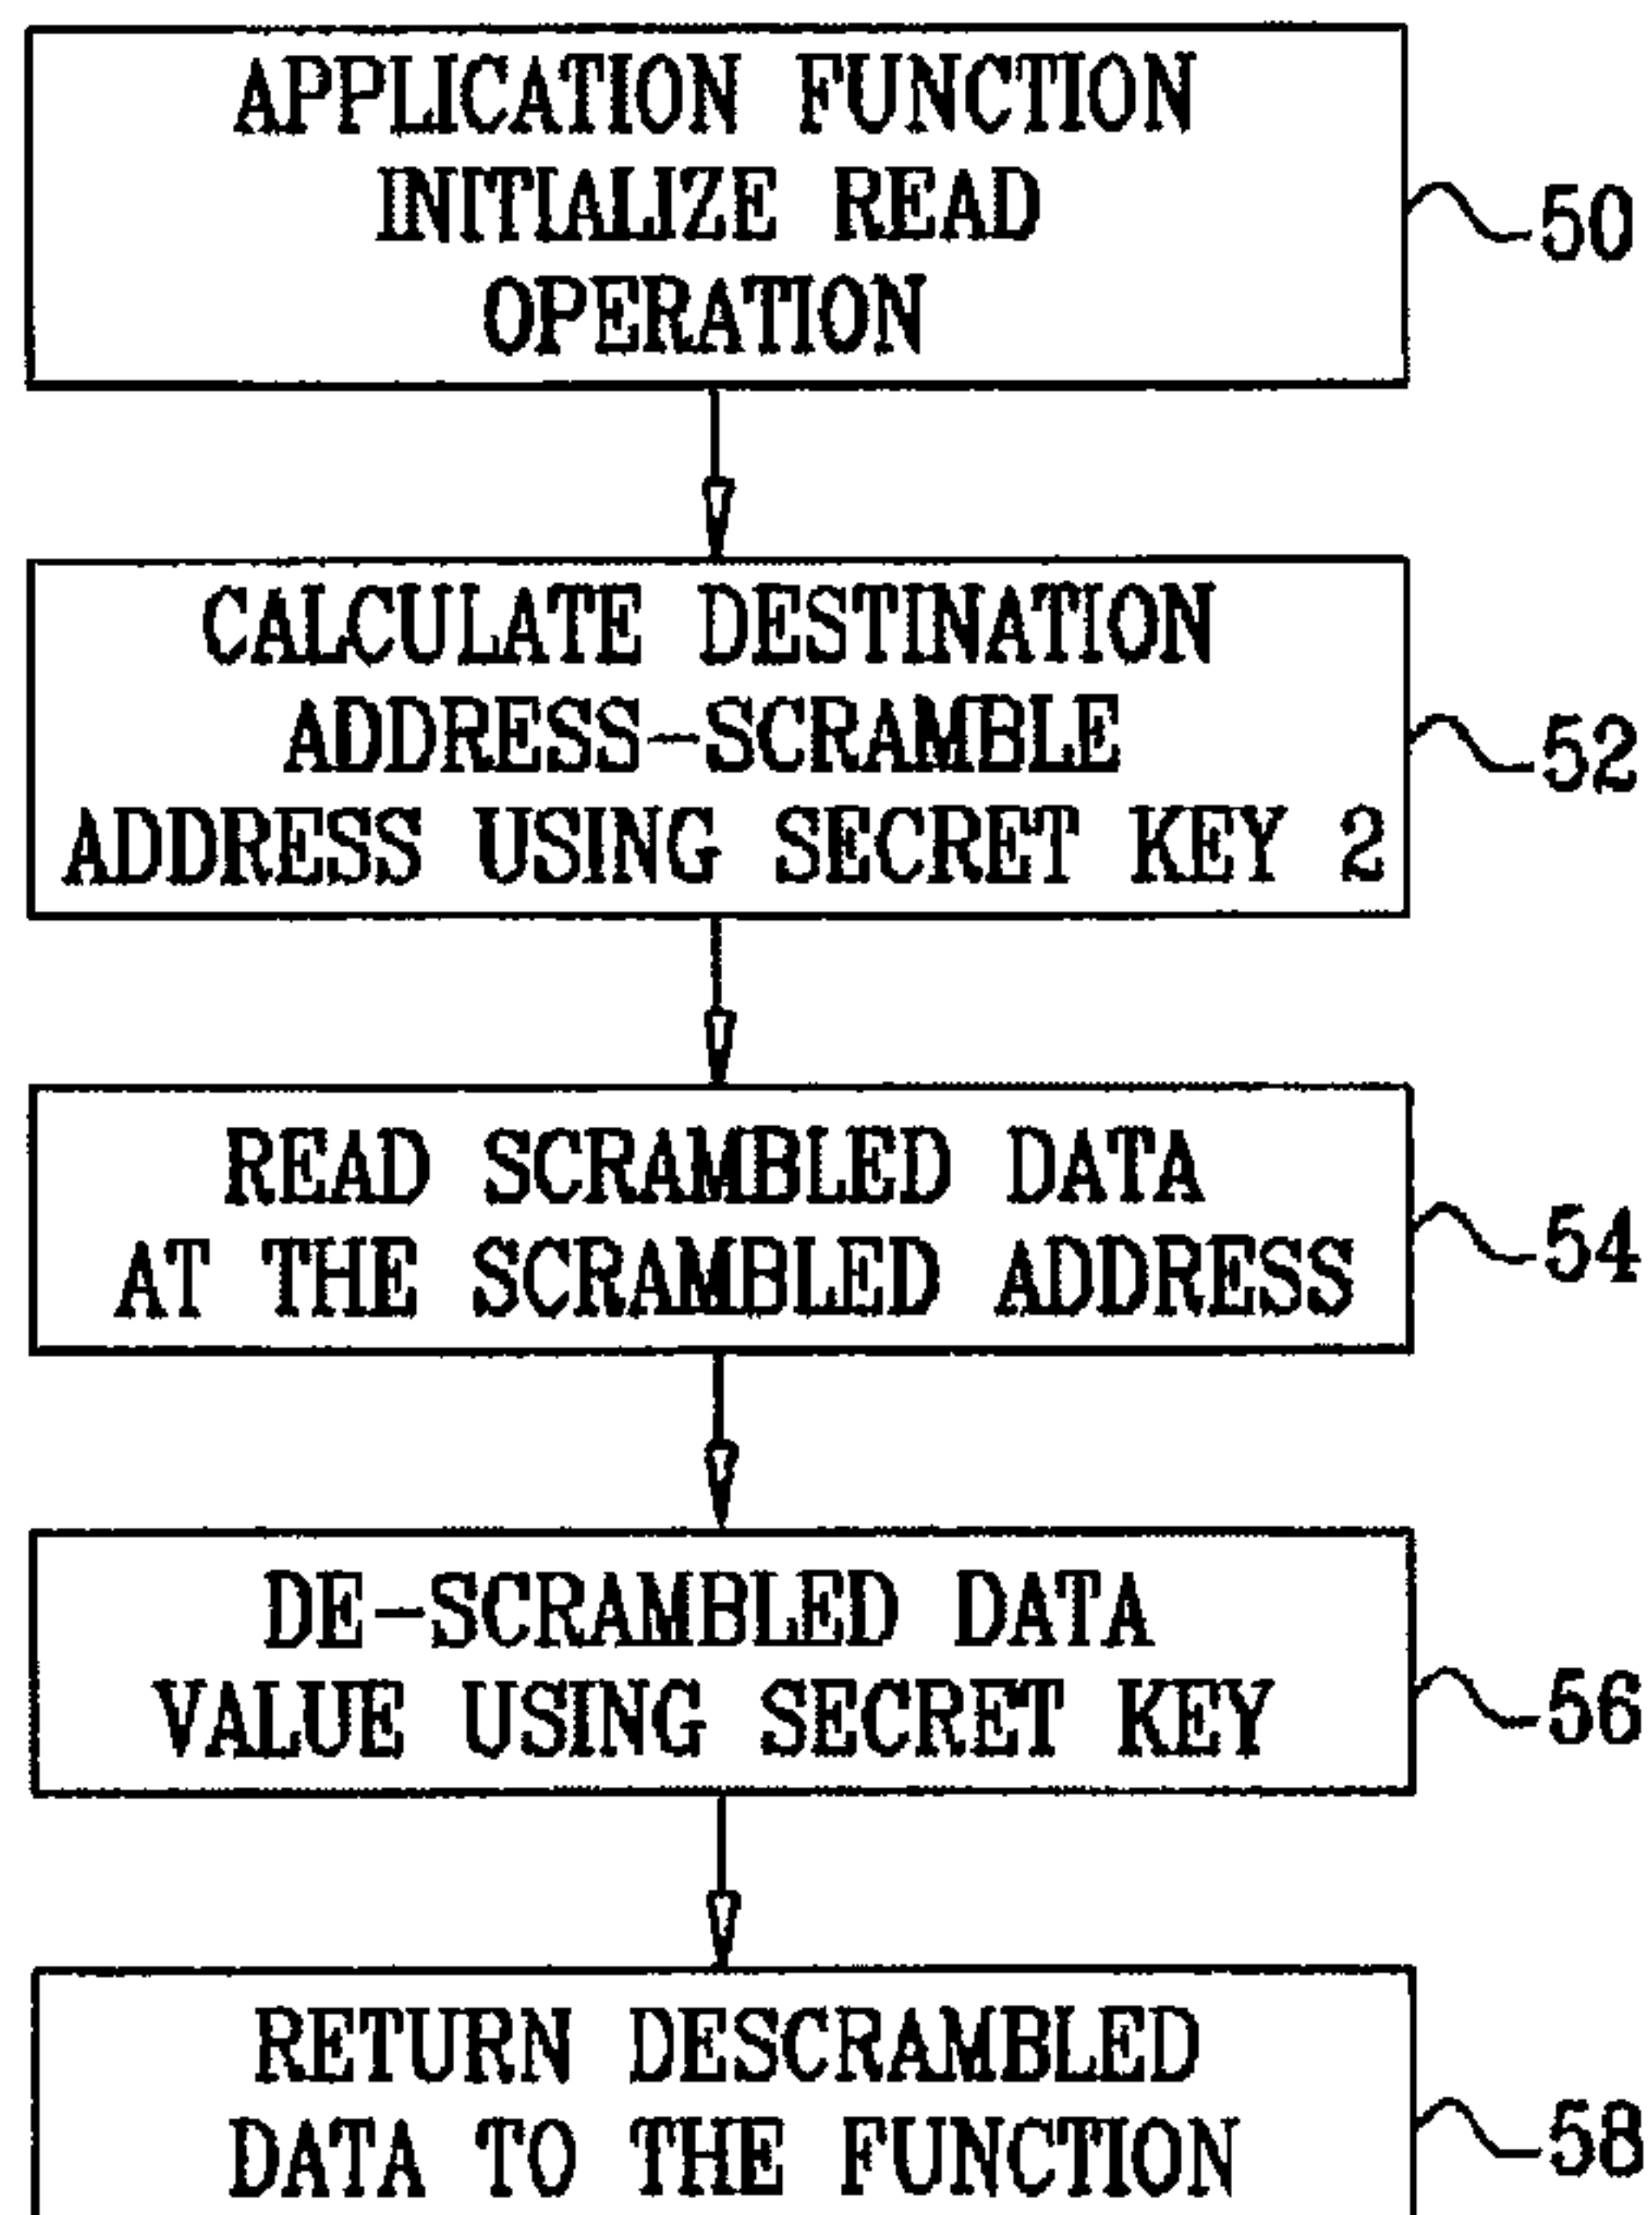 APPLICATION FUNCTION
INITIALIZE READ
OPERATION
50
CALCULATE DESTINATION
ADDRESS-SCRAMBLE
ADDRESS USING SECRET KEY 2
52
READ SCRAMBLED DATA
AT THE SCRAMBLED ADDRESS
54
DE-SCRAMBLED DATA
VALUE USING SECRET KEY
56
RETURN DESCRAMBLED
DATA TO THE FUNCTION
58